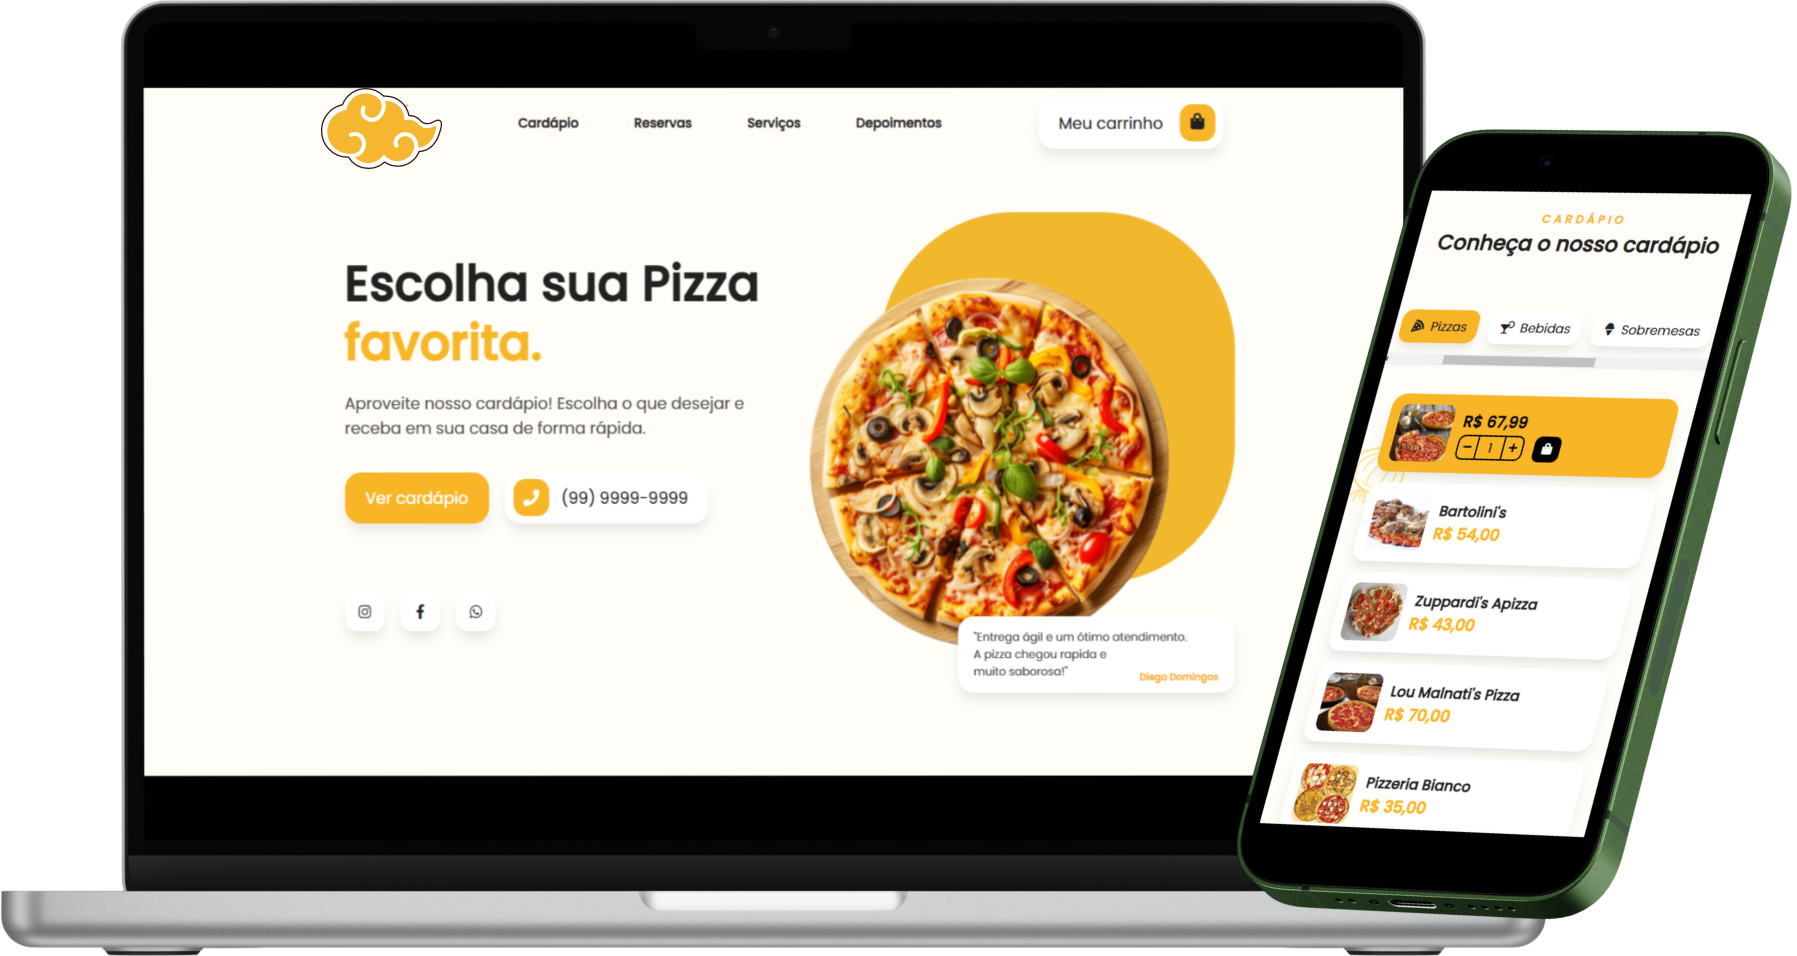 Cardápio
Reservas
Serviços
Depoimentos
Meu carrinho
Escolha sua Pizza
favorita.
Aproveite nosso cardápio! Escolha o que desejar e
receba em sua casa de forma rápida.
Ver cardápio
(99) 9999-9999
"Entrega ágil e um ótimo atendimento.
A pizza chegou rapida e
muito saborosa!"
Diego Domingos
CARDÁPIO
Conheça o nosso cardápio
Pizzas
Bebidas
Sobremesas
R$ 67,99
- 1 +
Bartolini's
R$ 54,00
Zuppardi's Apizza
R$ 43,00
Lou Malnati's Pizza
R$ 70,00
Pizzeria Bianco
R$ 35,00